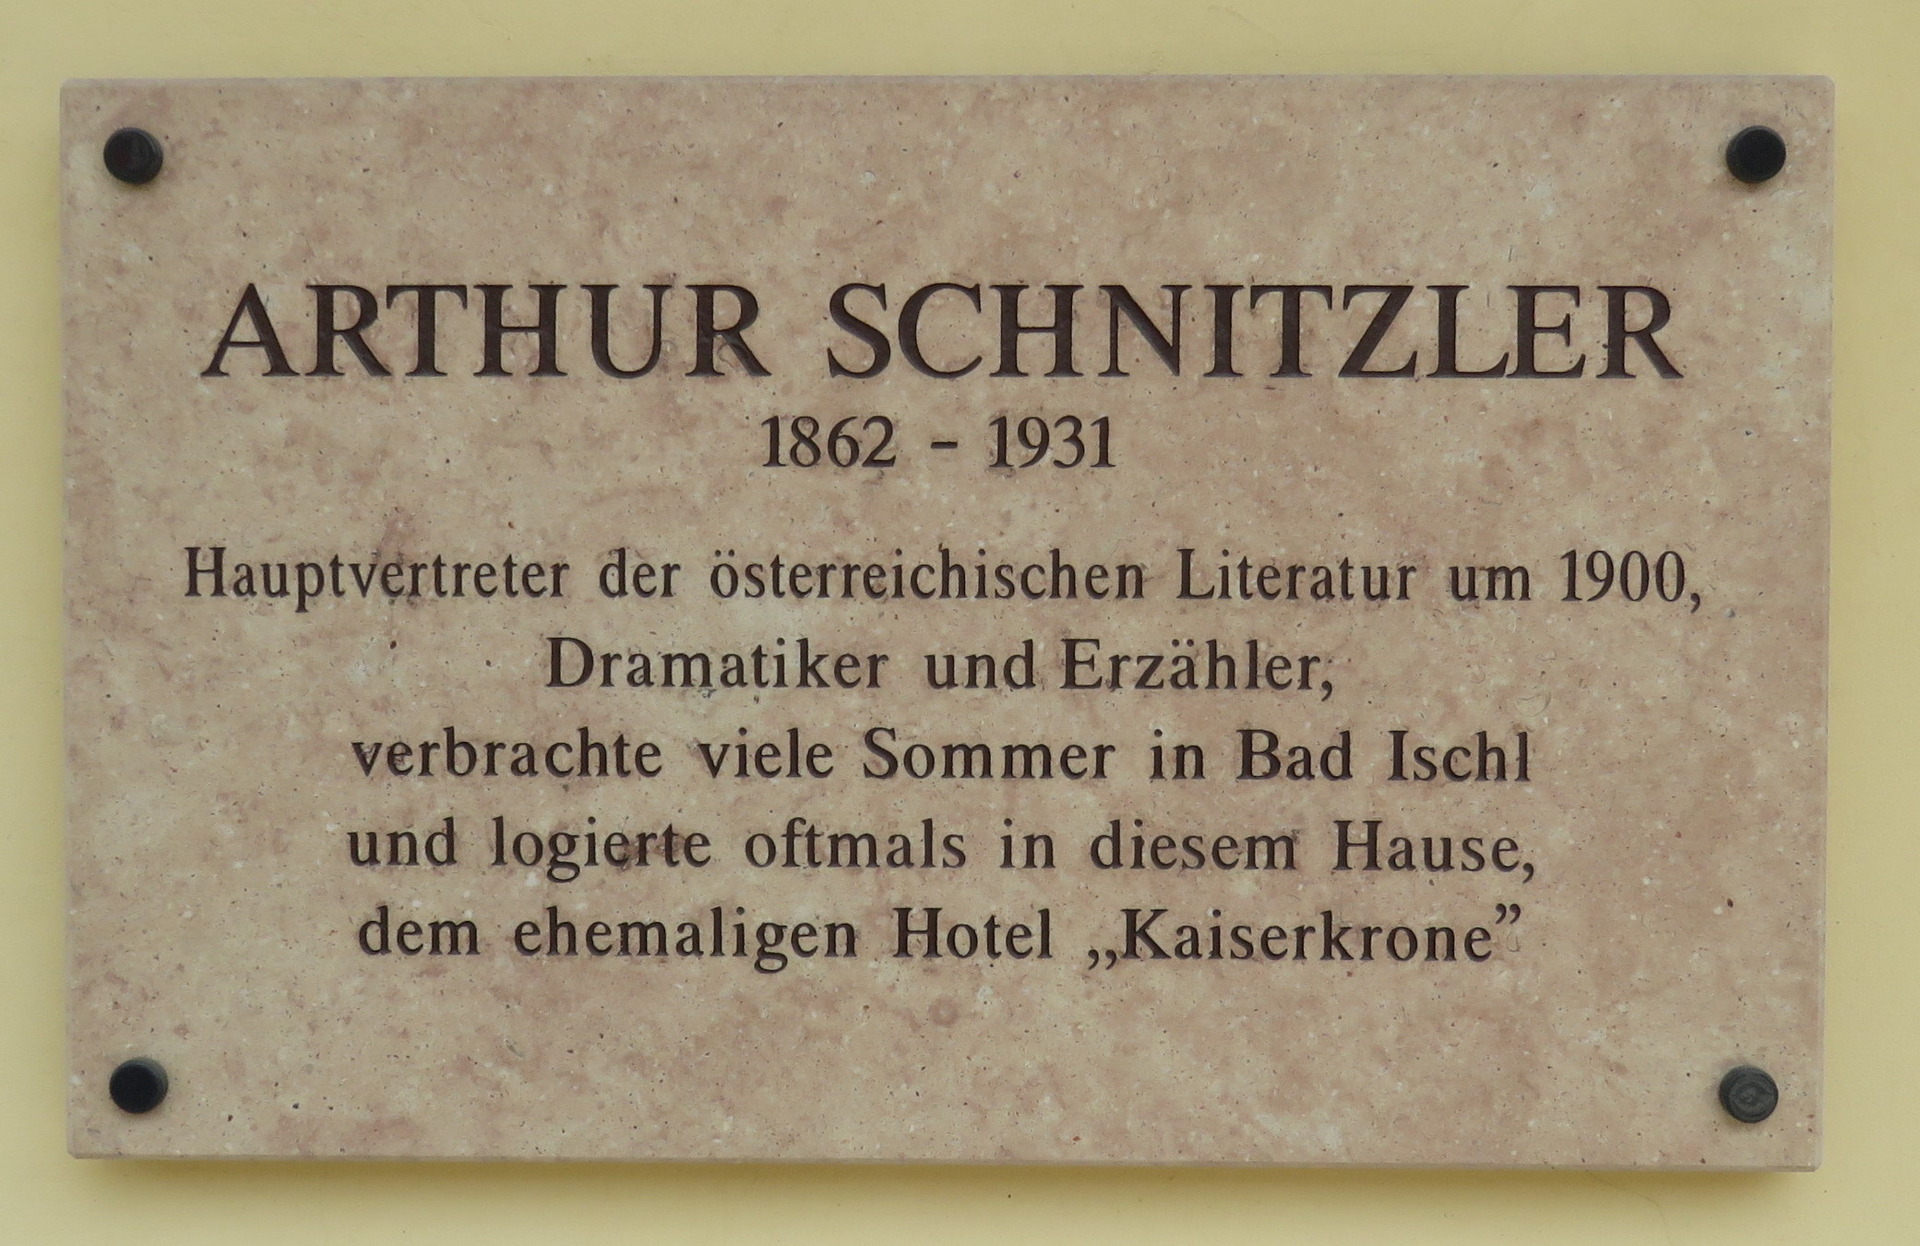 ARTHUR SCHNITZLER
1862 - 1931
Hauptvertreter der österreichischen Literatur um 1900,
Dramatiker und Erzähler,
verbrachte viele Sommer in Bad Ischl
und logierte oftmals in diesem Hause,
dem ehemaligen Hotel „Kaiserkrone”